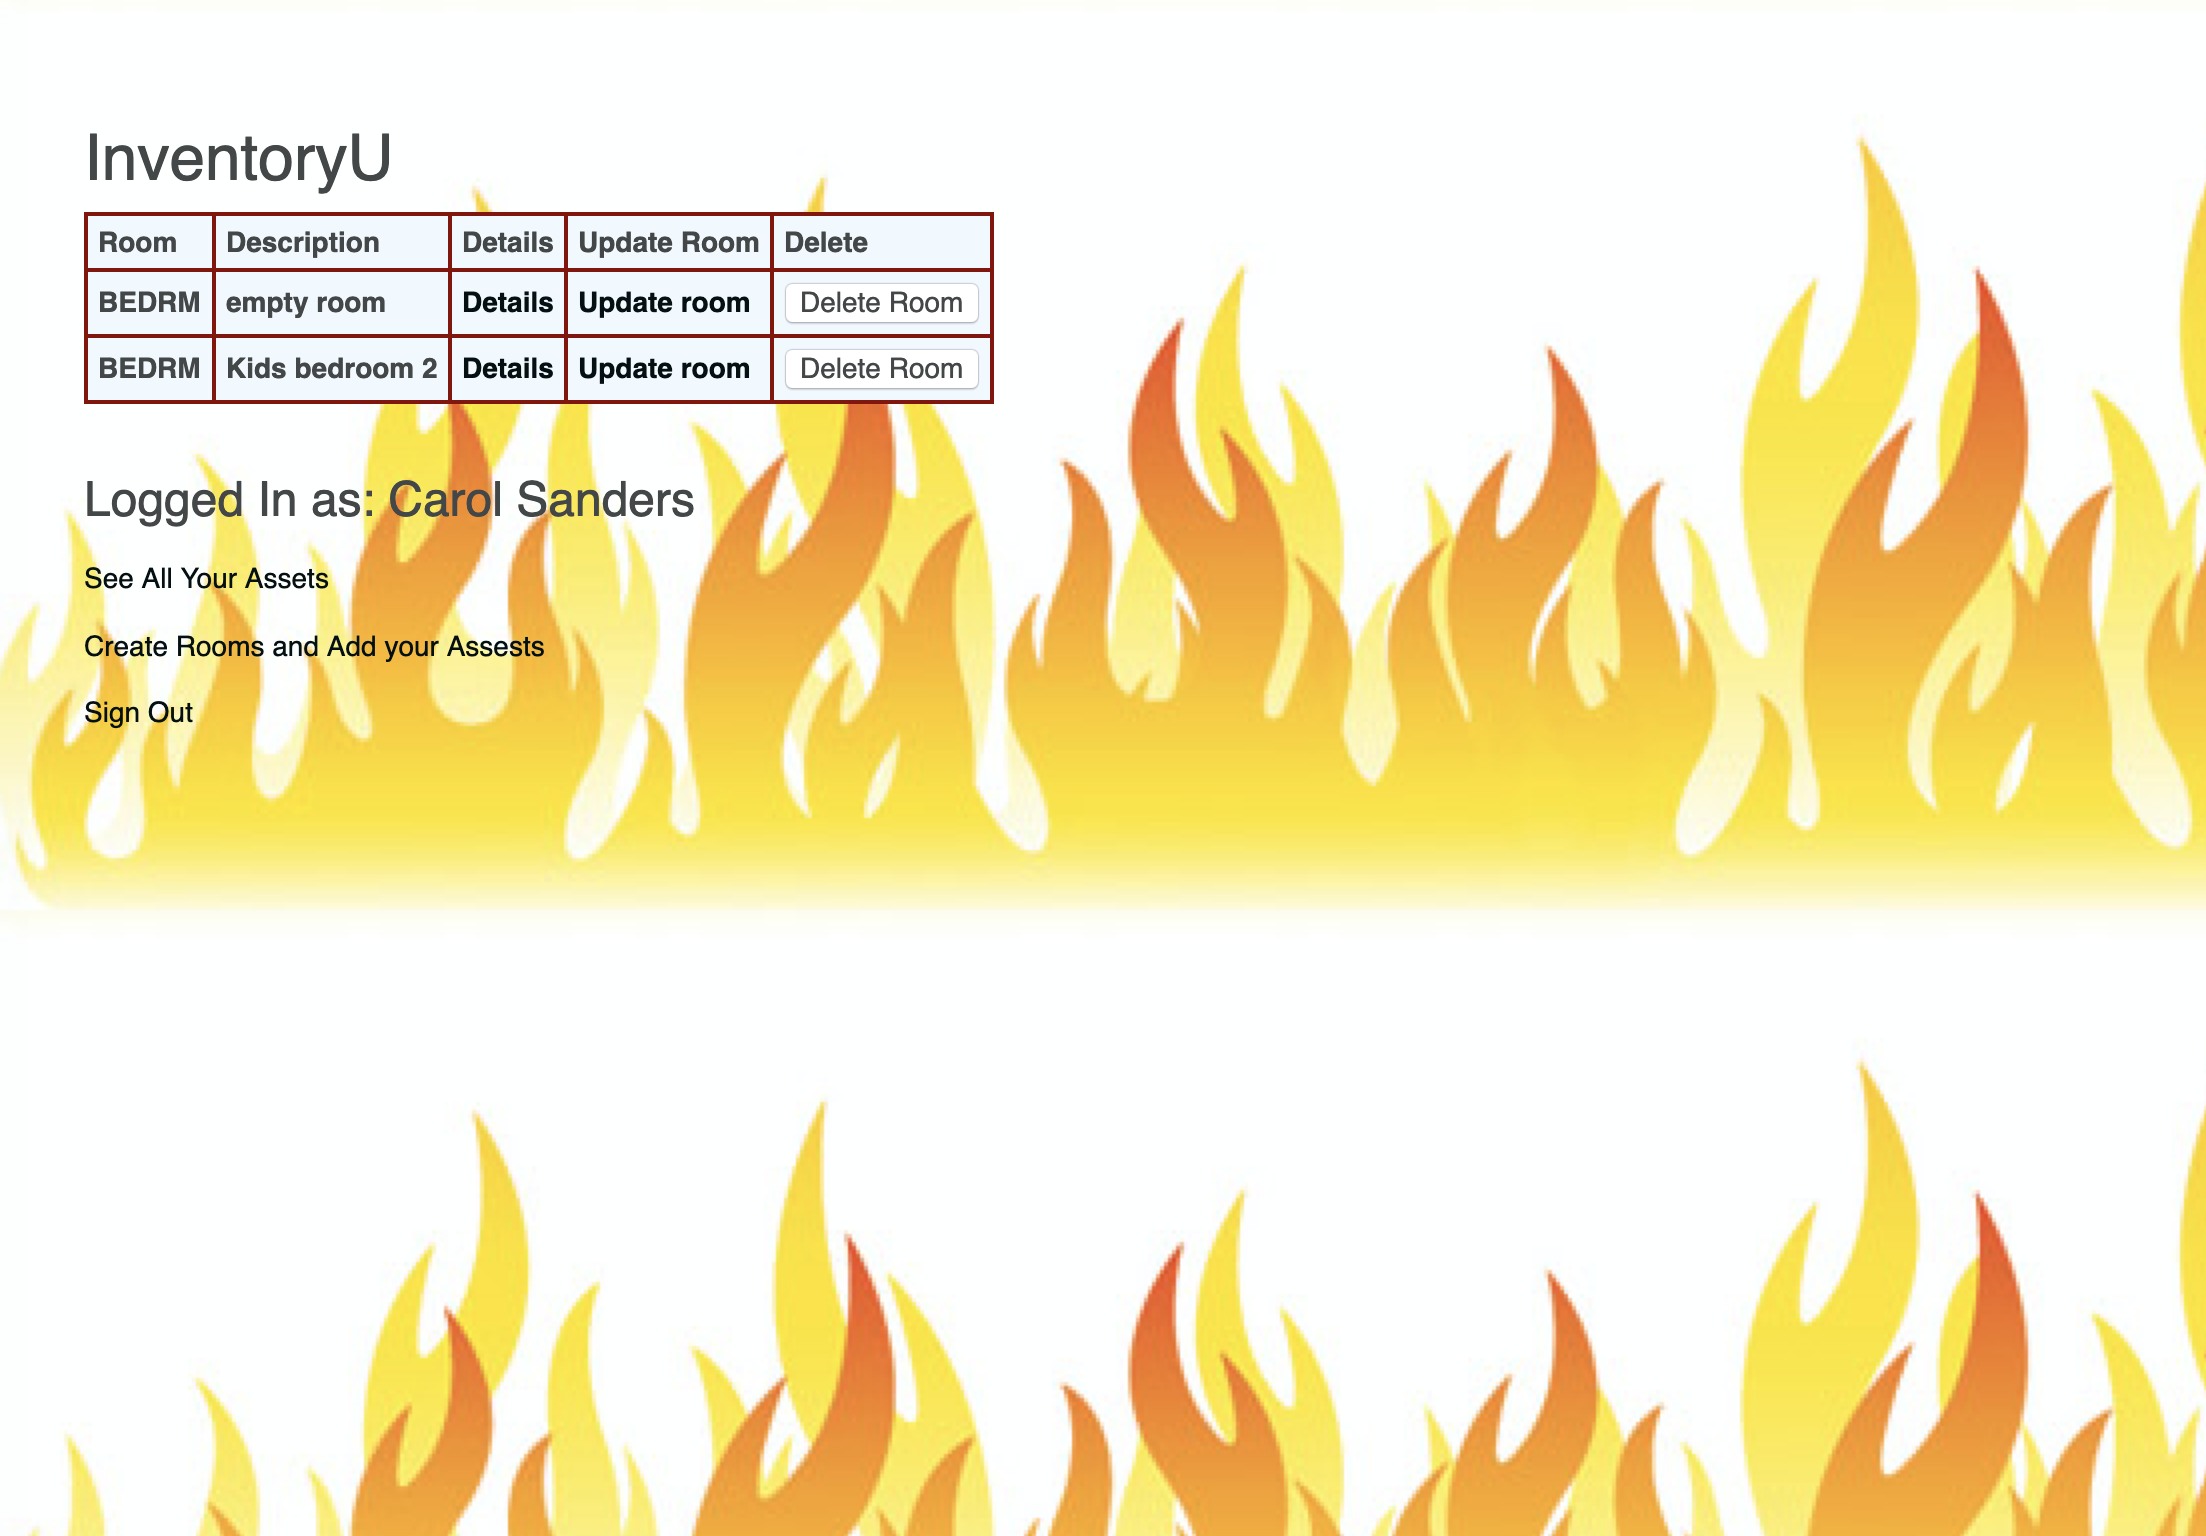 InventoryU
Room Description Details Update Room Delete
BEDRM empty room Details Update room Delete Room
BEDRM Kids bedroom 2 Details Update room Delete Room
Logged In as: Carol Sanders
See All Your Assets
Create Rooms and Add your Assests
Sign Out